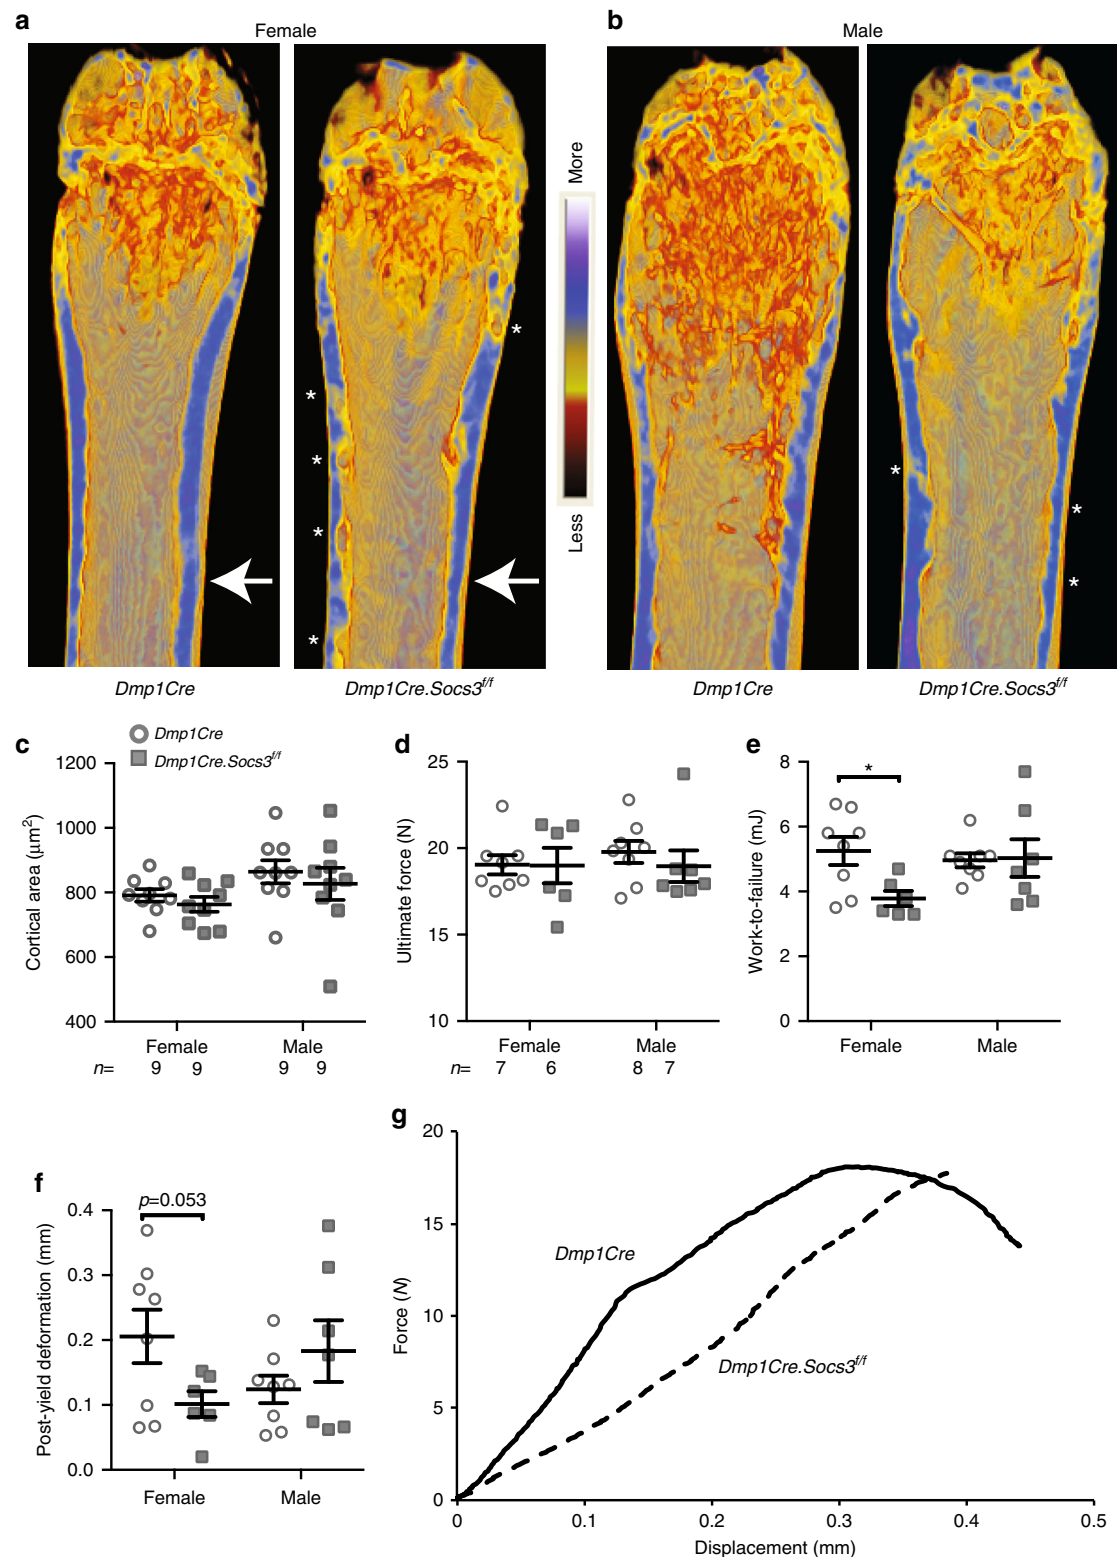 a
Female
b
Male
More
Less
*
*
*
*
*
*
*
*
Dmp1Cre
Dmp1Cre.Socs3f/f
Dmp1Cre
Dmp1Cre.Socs3f/f
c
Dmp1Cre
Dmp1Cre.Socs3f/f
Cortical area (μm2)
1200
1000
800
600
400
Female
Male
n=
9
9
9
9
d
Ultimate force (N)
25
20
15
10
Female
Male
n=
7
6
8
7
e
Work-to-failure (mJ)
8
6
4
2
0
*
Female
Male
f
Post-yield deformation (mm)
0.4
0.3
0.2
0.1
0.0
p=0.053
Female
Male
g
Force (N)
20
15
10
5
0
Dmp1Cre
Dmp1Cre.Socs3f/f
0
0.1
0.2
0.3
0.4
0.5
Displacement (mm)